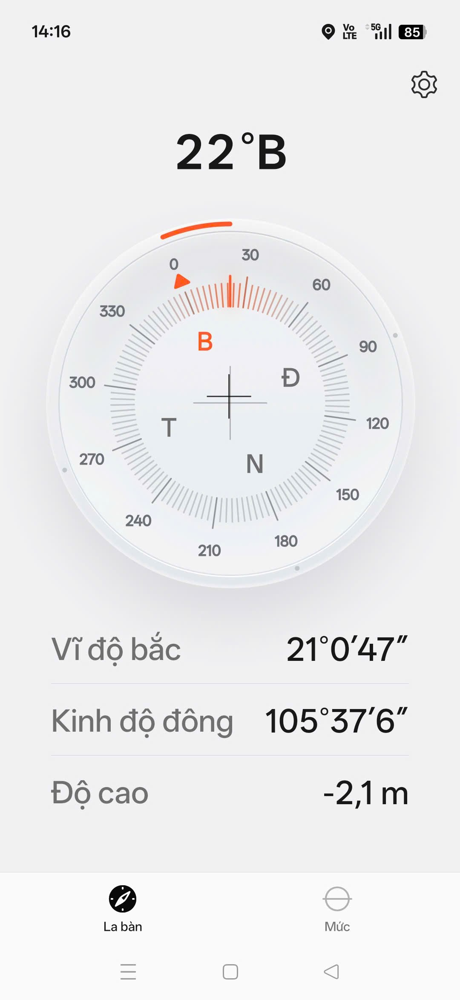 14:16
Vo
LTE
5G
85
22°B
0
30
60
330
B
90
Đ
300
T
120
270
N
150
240
180
210
Vĩ độ bắc 21°0′47″
Kinh độ đông 105°37′6″
Độ cao -2,1 m
La bàn Mức